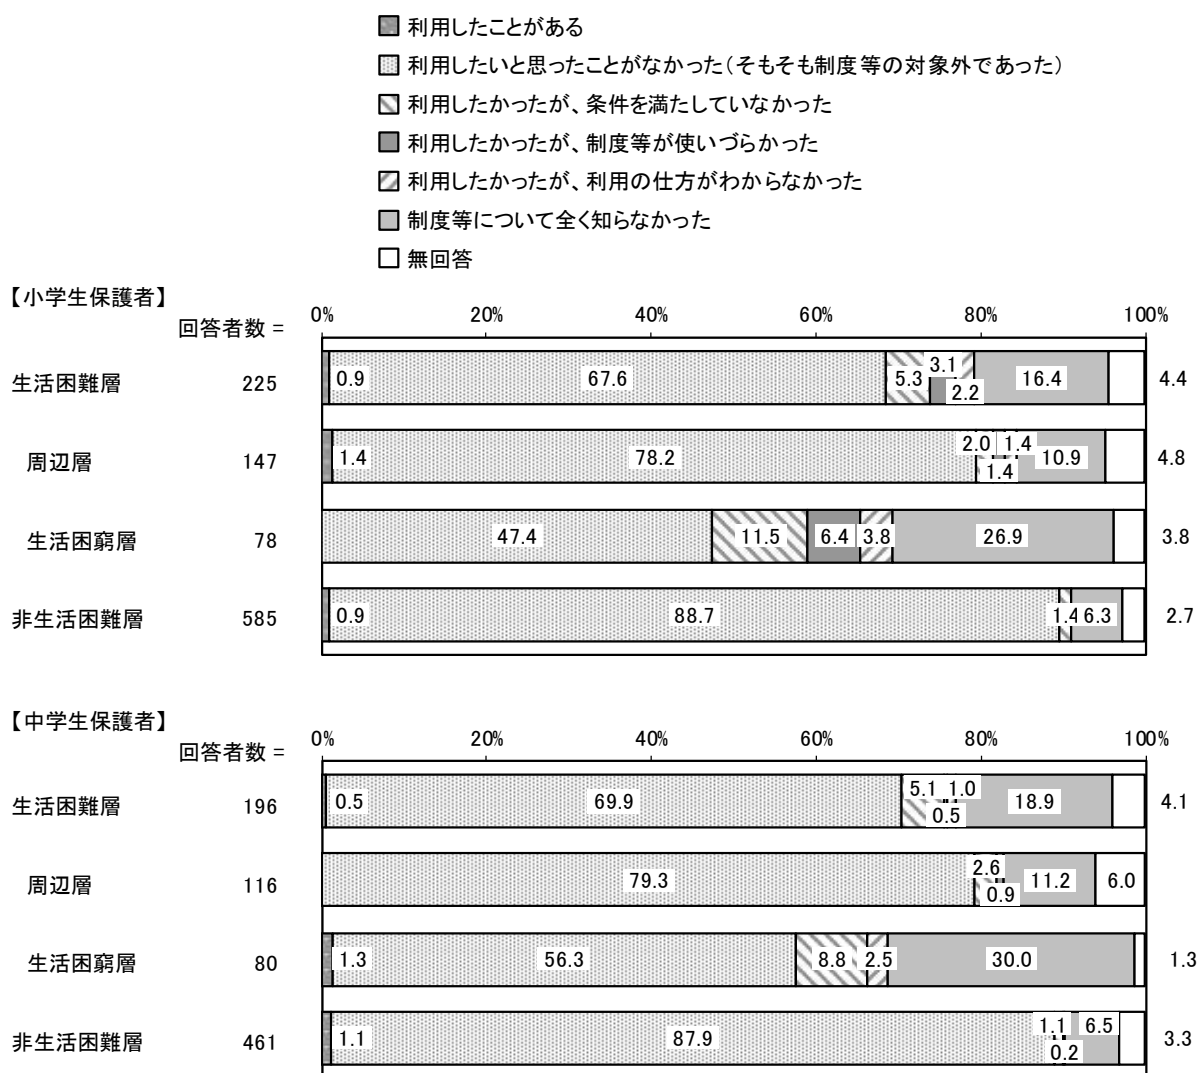 利用したことがある
利用したいと思ったことがなかった（そもそも制度等の対象外であった）
利用したかったが、条件を満たしていなかった
利用したかったが、制度等が使いづらかった
利用したかったが、利用の仕方がわからなかった
制度等について全く知らなかった
無回答
【小学生保護者】
回答者数 = 0% 20% 40% 60% 80% 100%
生活困難層 225 0.9 67.6 5.3 3.1 2.2 16.4 4.4
周辺層 147 1.4 78.2 2.0 1.4 1.4 10.9 4.8
生活困窮層 78 47.4 11.5 6.4 3.8 26.9 3.8
非生活困難層 585 0.9 88.7 1.4 6.3 2.7
【中学生保護者】
回答者数 = 0% 20% 40% 60% 80% 100%
生活困難層 196 0.5 69.9 5.1 0.5 1.0 18.9 4.1
周辺層 116 79.3 2.6 0.9 11.2 6.0
生活困窮層 80 1.3 56.3 8.8 2.5 30.0 1.3
非生活困難層 461 1.1 87.9 1.1 0.2 6.5 3.3